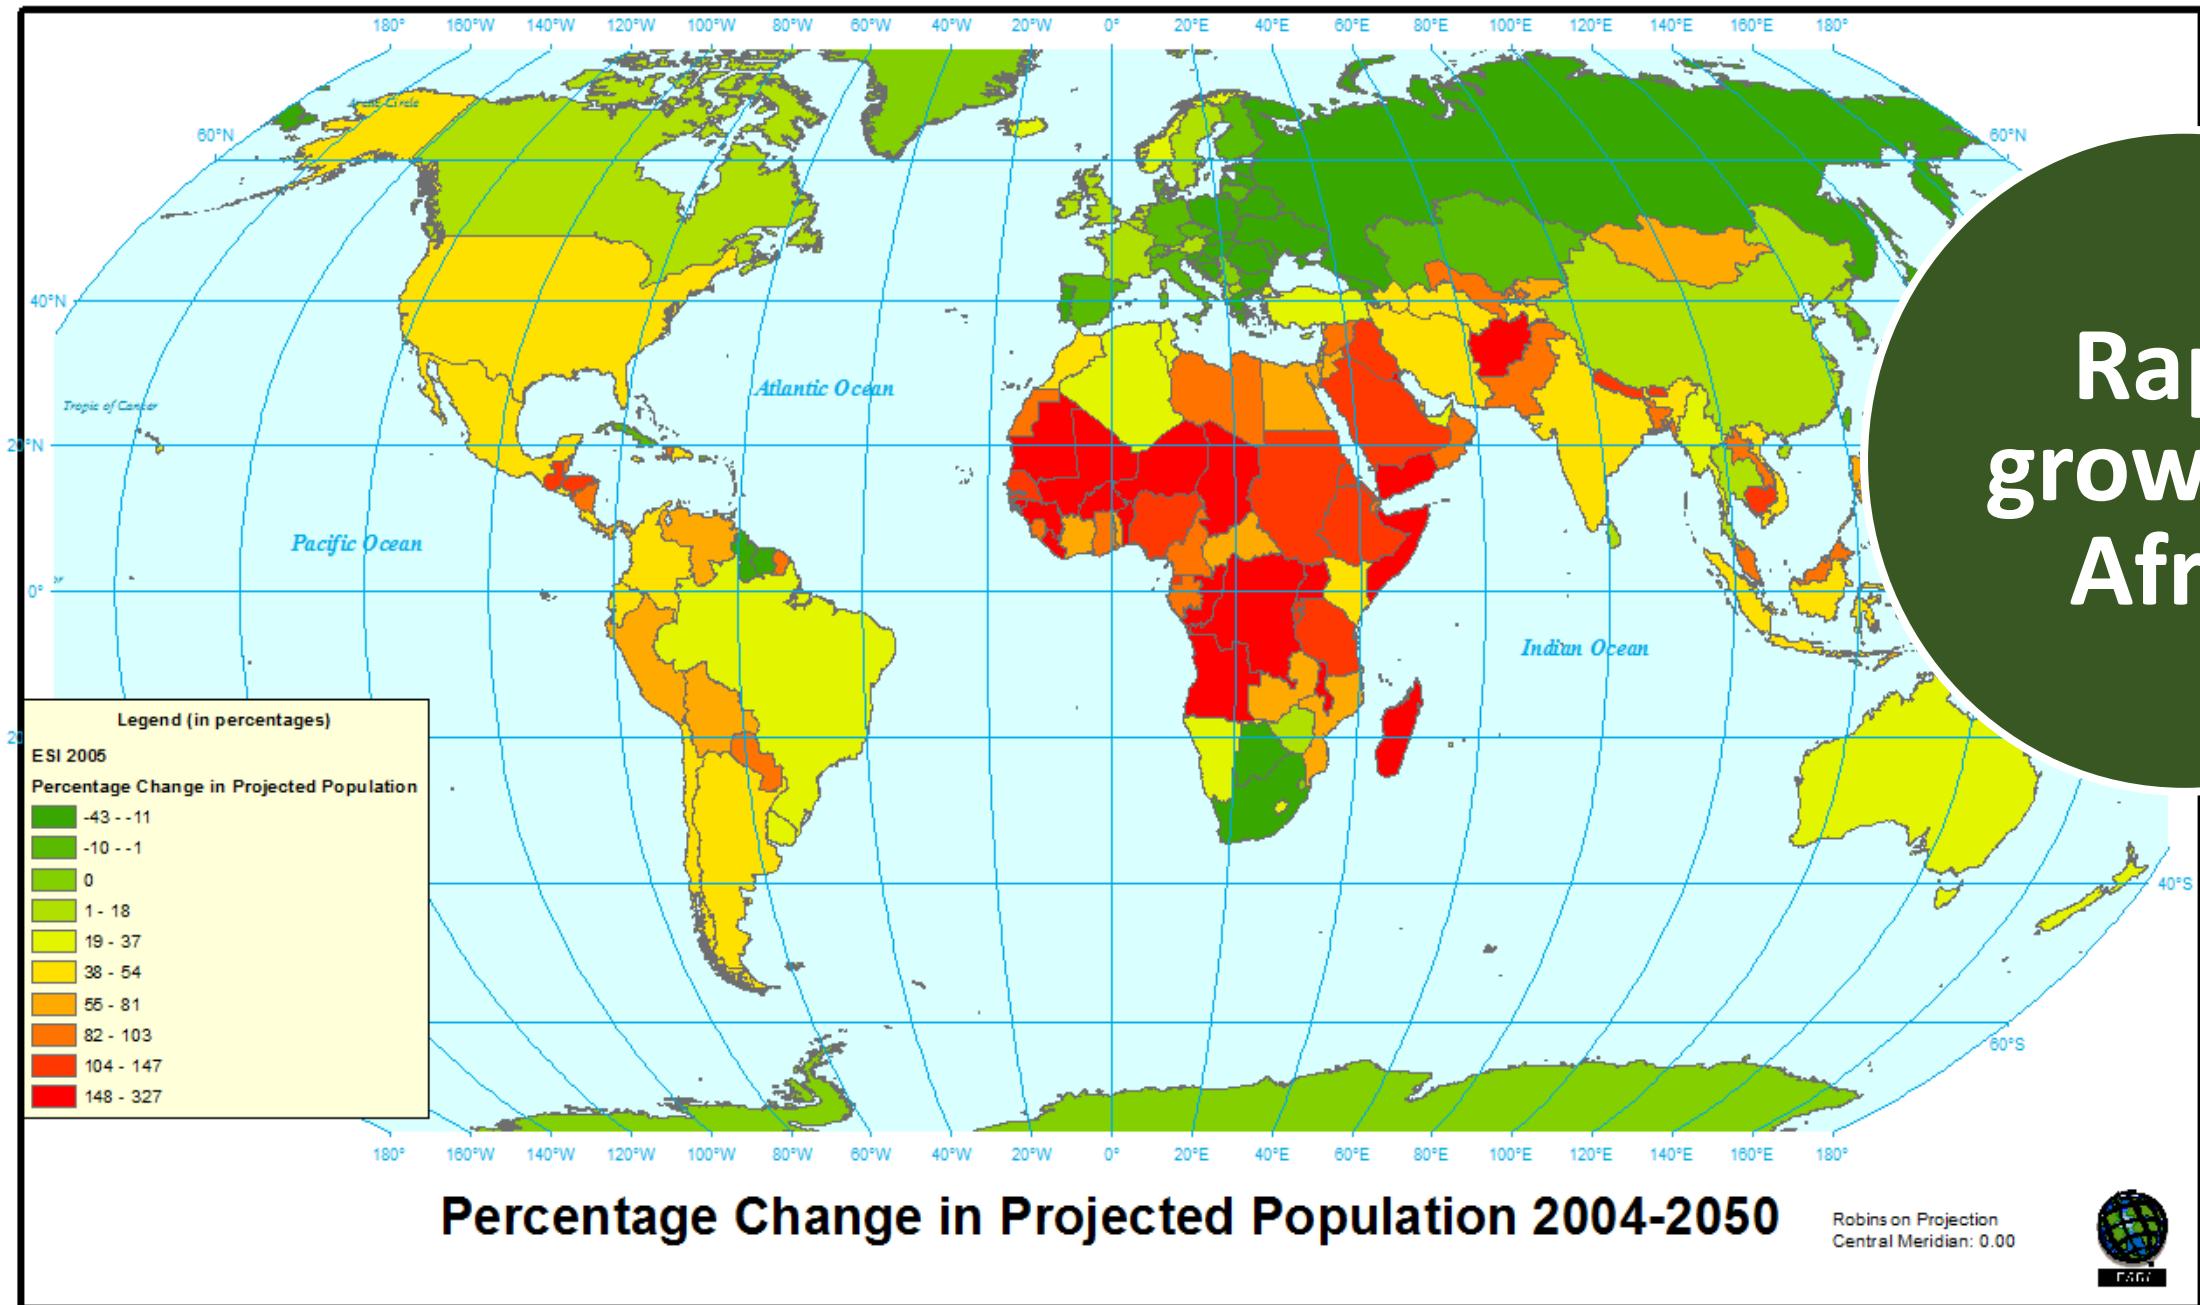 180° 160°W 140°W 120°W 100°W 80°W 60°W 40°W 20°W 0° 20°E 40°E 60°E 80°E 100°E 120°E 140°E 160°E 180°
Arctic Circle
60°N 60°N
40°N
Atlantic Ocean
Tropic of Cancer
20°N
Pacific Ocean
0°
Indian Ocean
20
40°S
60°S
Rap
grow
Afr
Legend (in percentages)
ESI 2005
Percentage Change in Projected Population
-43 - -11
-10 - -1
0
1 - 18
19 - 37
38 - 54
55 - 81
82 - 103
104 - 147
148 - 327
180° 160°W 140°W 120°W 100°W 80°W 60°W 40°W 20°W 0° 20°E 40°E 60°E 80°E 100°E 120°E 140°E 160°E 180°
Percentage Change in Projected Population 2004-2050
Robinson Projection
Central Meridian: 0.00